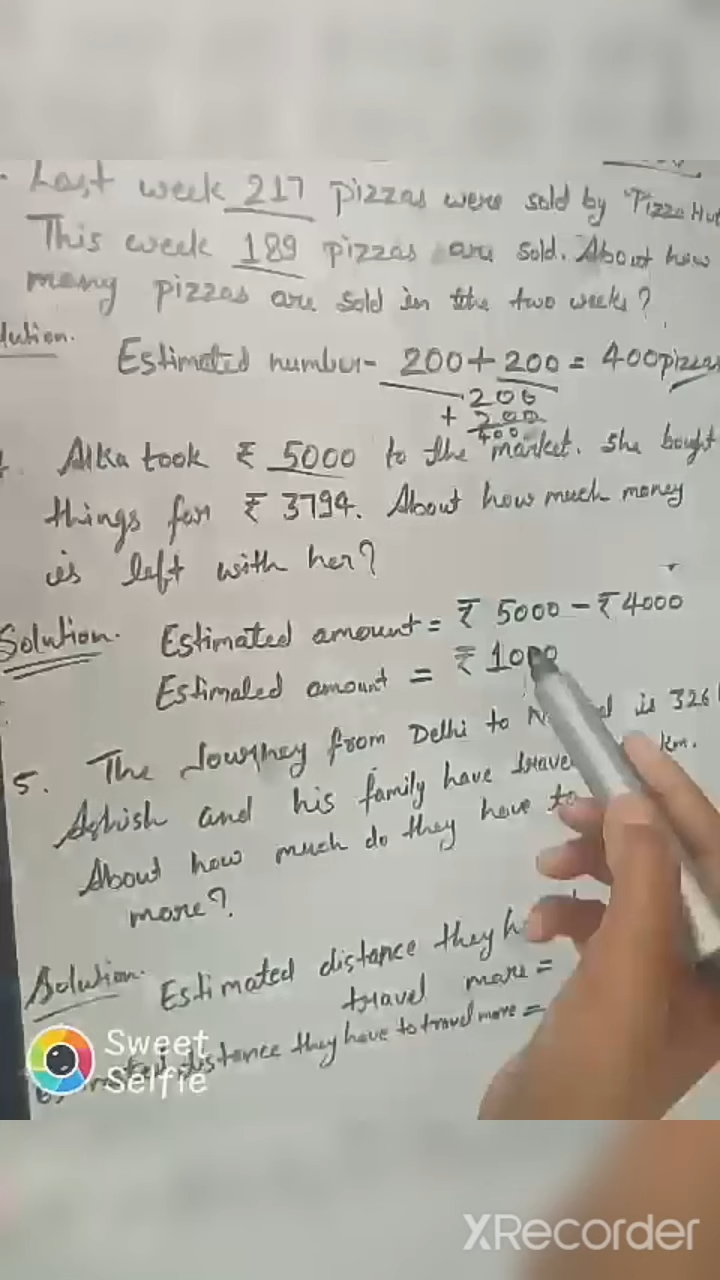 Last week 217 pizzas were sold by "Pizza Hut
This week 189 pizzas are sold. About how
many pizzas are sold in the two weeks?
Estimated number- 200+200 = 400 pizzas
200
+ 200
400
Alka took ₹ 5000 to the market. She bought
things for ₹ 3794. About how much money
is left with her?
Solution. Estimated amount = ₹ 5000 - ₹ 4000
Estimated amount = ₹ 1000
5. The Journey from Delhi to is 326
Ashish and his family have km.
About how much do they have to
more?
Solution. Estimated distance they
travel more =
distance they have to travel more =
Sweet
Selfie
XRecorder